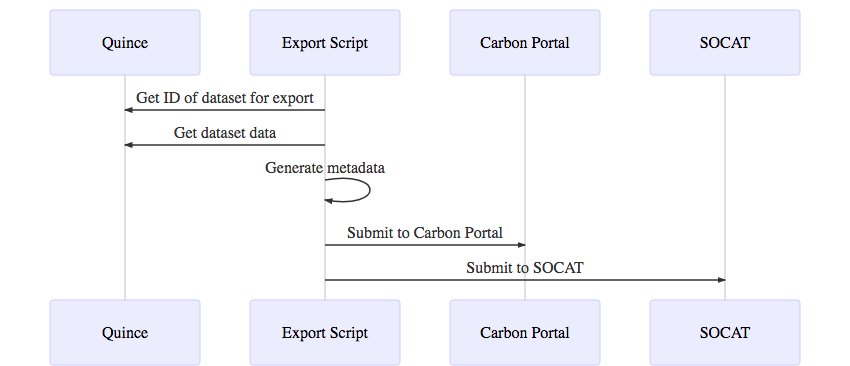 Quince
Export Script
Carbon Portal
SOCAT
Get ID of dataset for export
Get dataset data
Generate metadata
Submit to Carbon Portal
Submit to SOCAT
Quince
Export Script
Carbon Portal
SOCAT